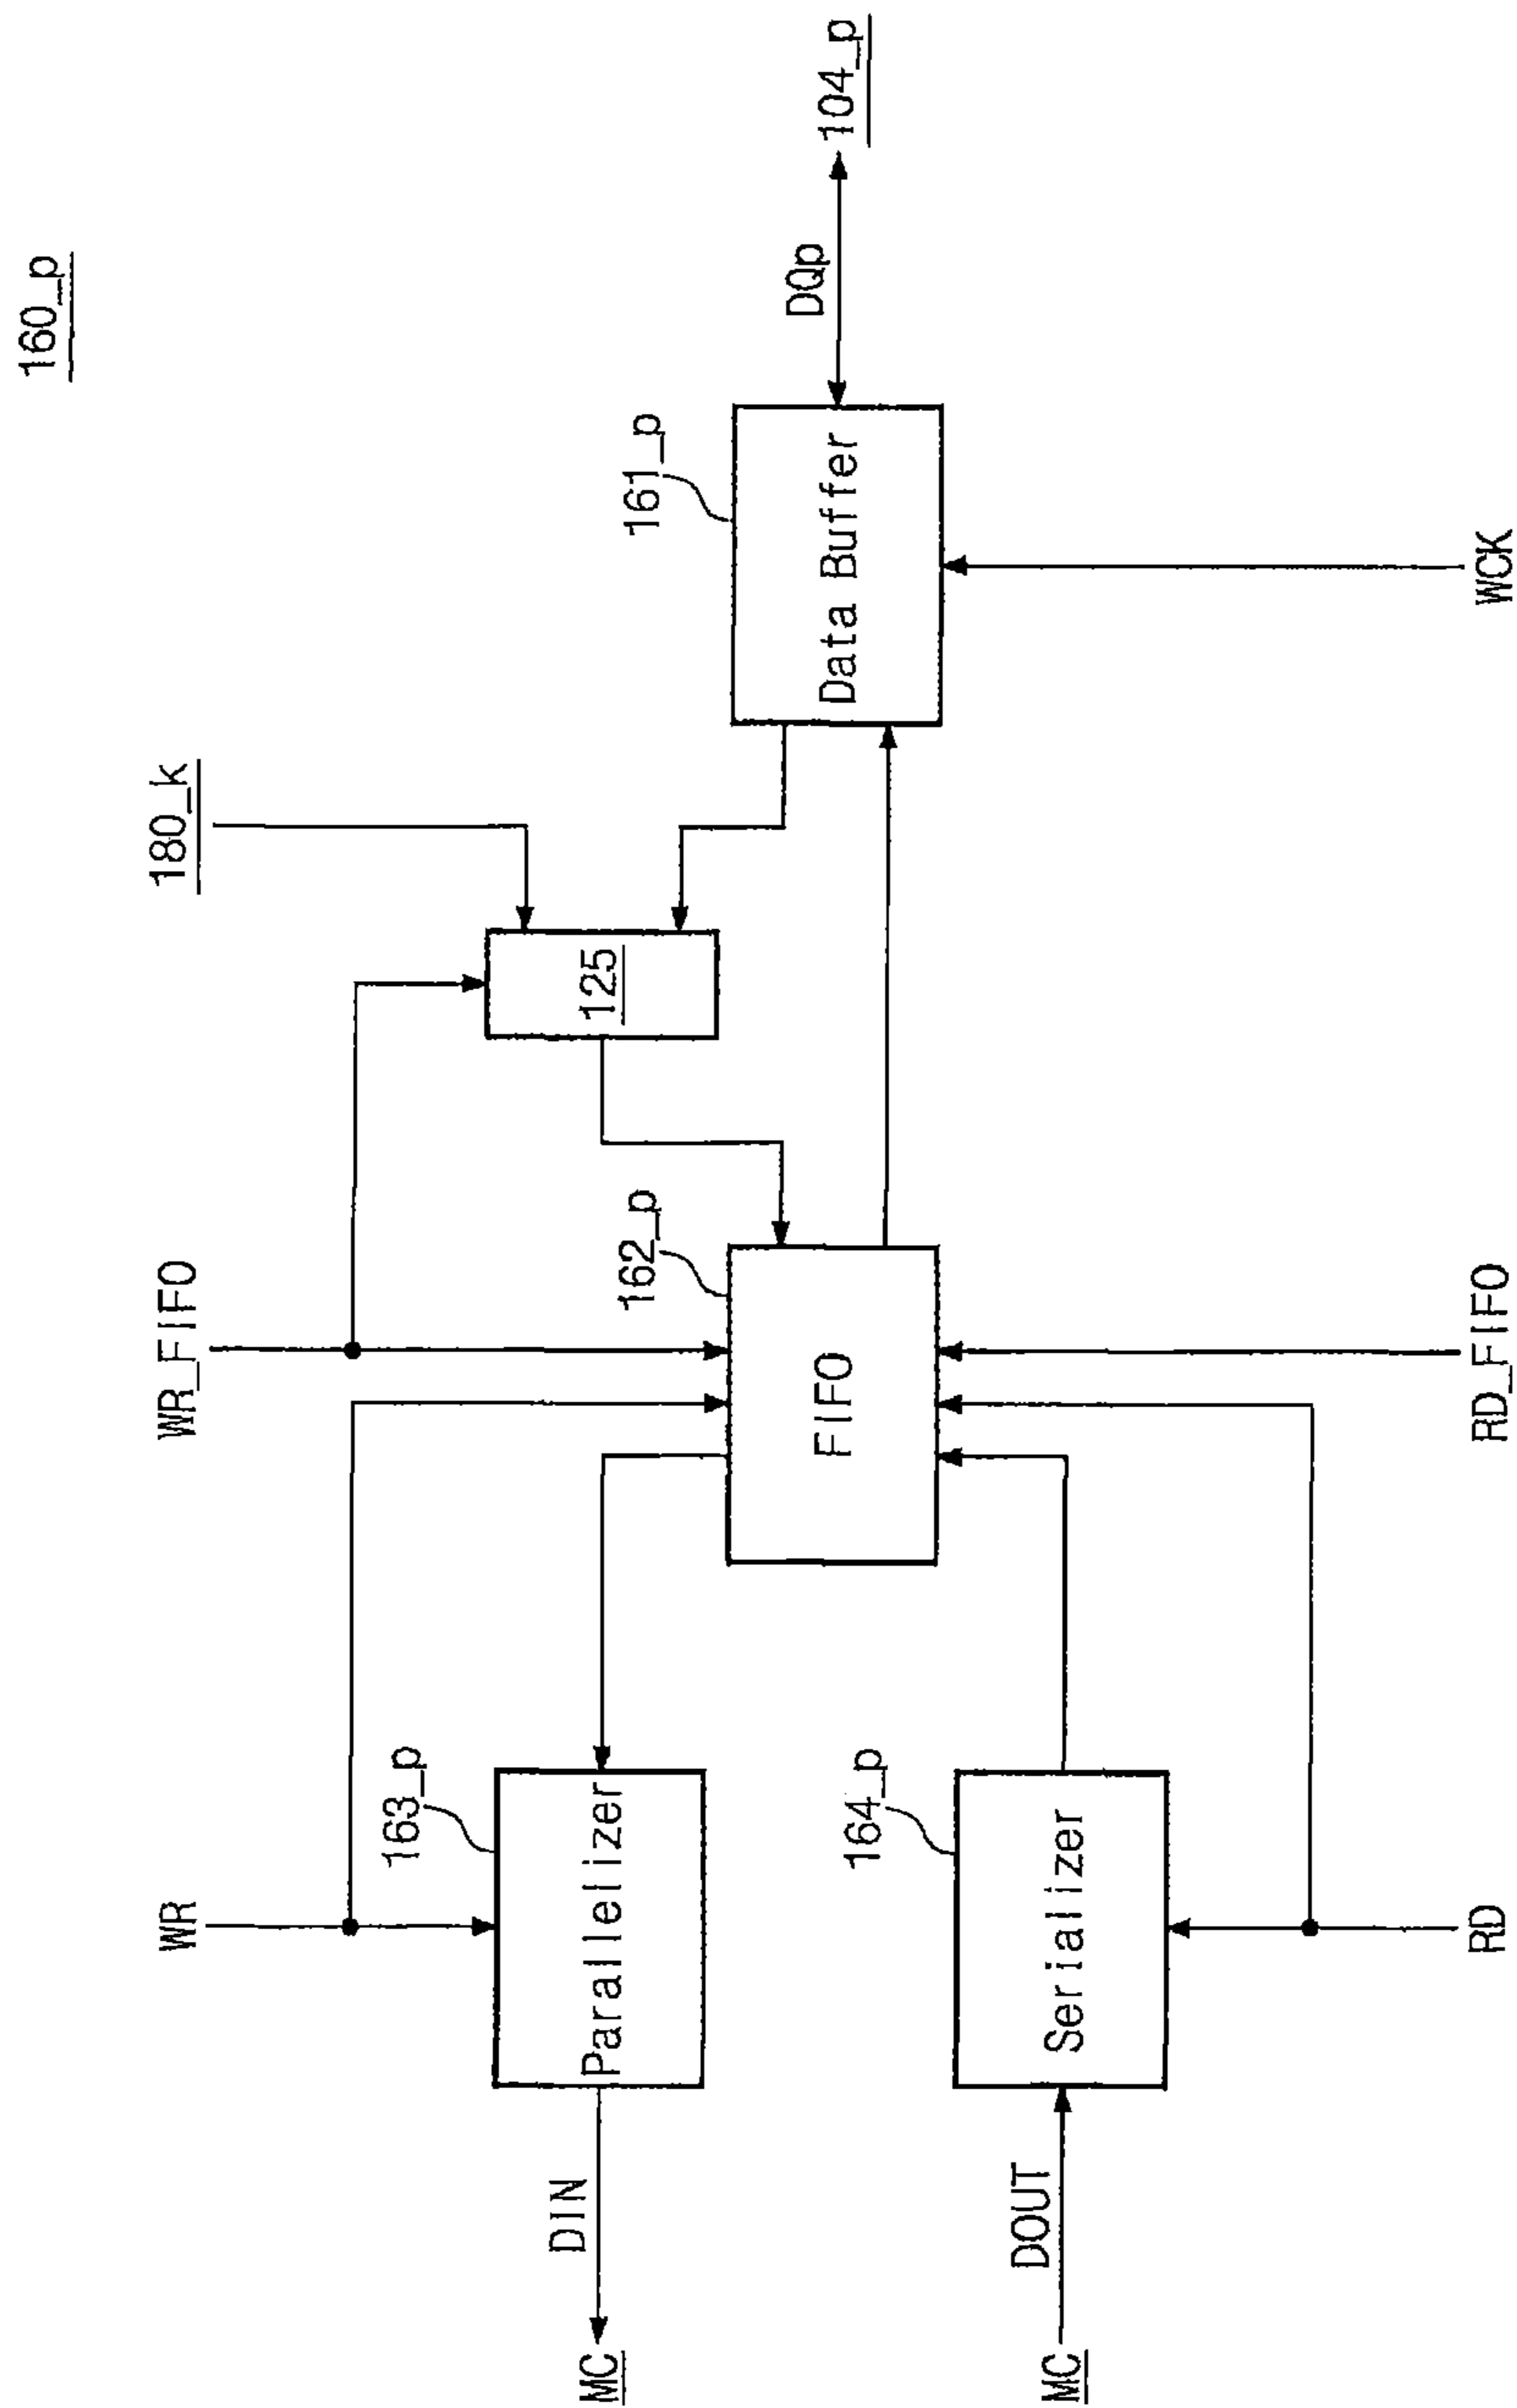 160_p
WR
WR_FIFO
180_k
163_p
162_p
125
161_p
MC
DIN
Parallelizer
FIFO
Data Buffer
DQp
104_p
164_p
MC
DOUT
Serializer
RD
RD_FIFO
WCK